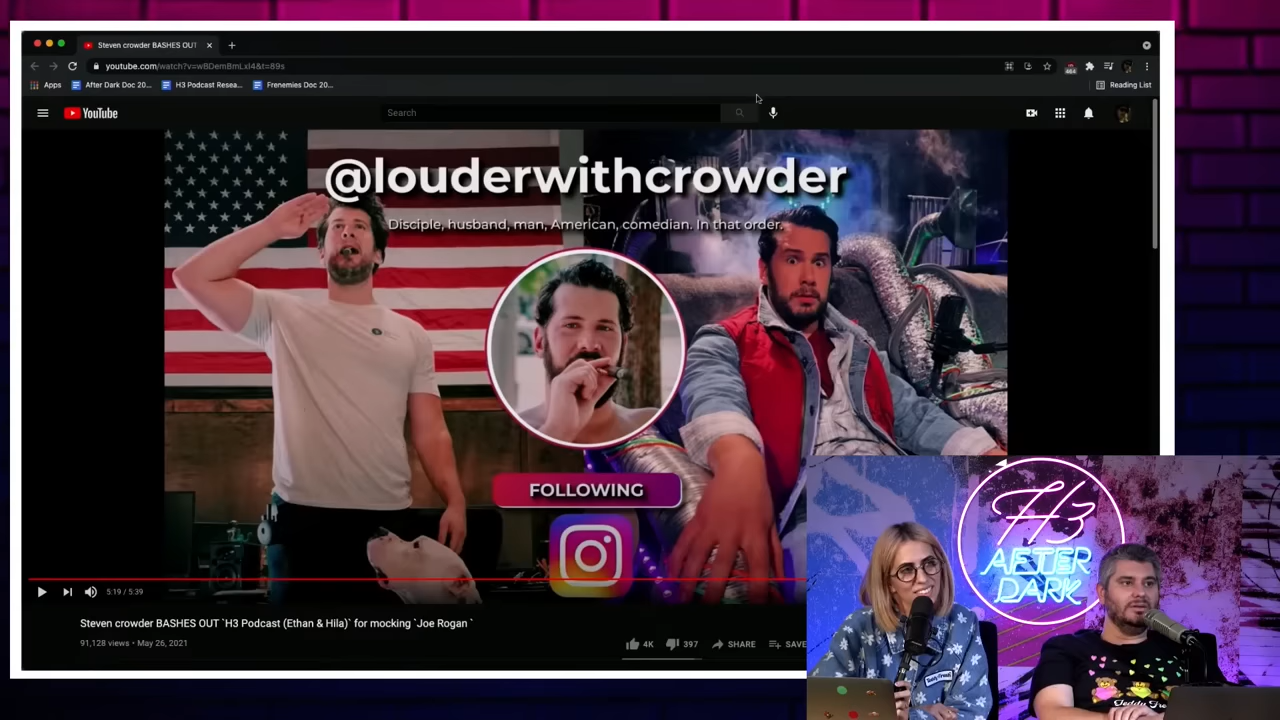 Steven crowder BASHES OUT
youtube.com/watch?v=wBDemBmLxI4&t=89s
Apps
After Dark Doc 20...
H3 Podcast Resea...
Frenemies Doc 20...
Reading List
YouTube
Search
@louderwithcrowder
Disciple, husband, man, American, comedian. In that order.
FOLLOWING
5:19 / 5:39
Steven crowder BASHES OUT `H3 Podcast (Ethan & Hila)` for mocking `Joe Rogan `
91,128 views • May 26, 2021
4K
397
SHARE
SAVE
H3
AFTER
DARK
Teddy Fresh